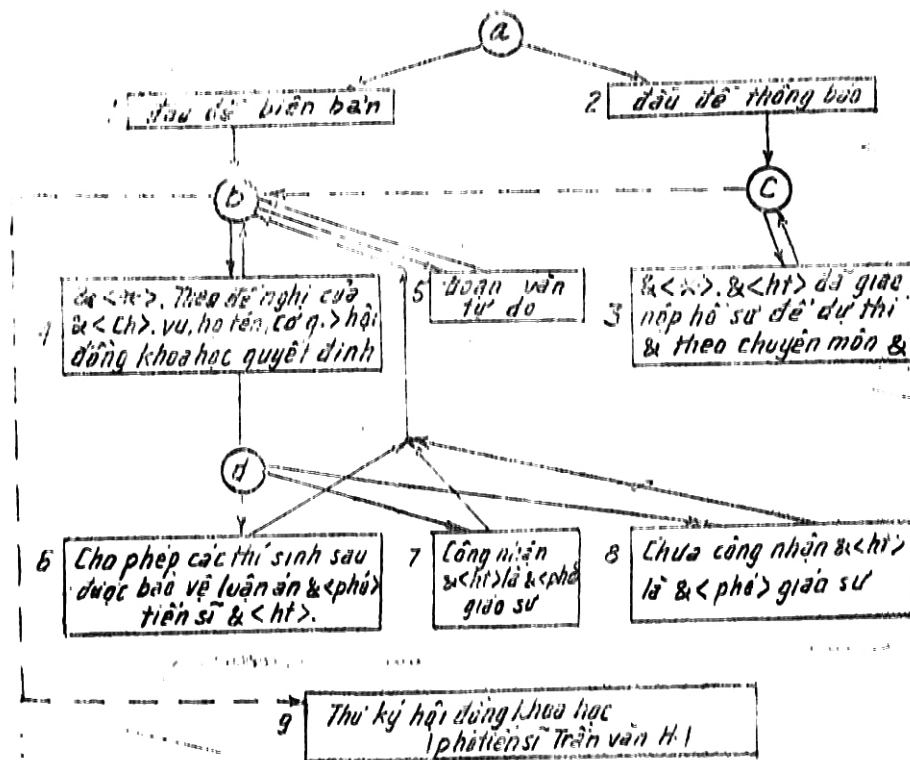 a
1 đầu đề biên bản
2 đầu đề thông báo
b
c
4 &<*>. Theo đề nghị của
&<ch>. vụ, họ tên, cơ q.> hội
đồng khoa học quyết định
5 Đoạn văn
tự do
3 &<*>. &<ht> đã giao
nộp hồ sơ để dự thi
& theo chuyên môn &
d
6 Cho phép các thí sinh sau
được bảo vệ luận án &<phó>
tiến sĩ &<ht>.
7 Công nhận
&<ht> là &<phó>
giáo sư
8 Chưa công nhận &<ht>
là &<phó> giáo sư
9 Thư ký hội đồng khoa học
/phó tiến sĩ Trần văn H./